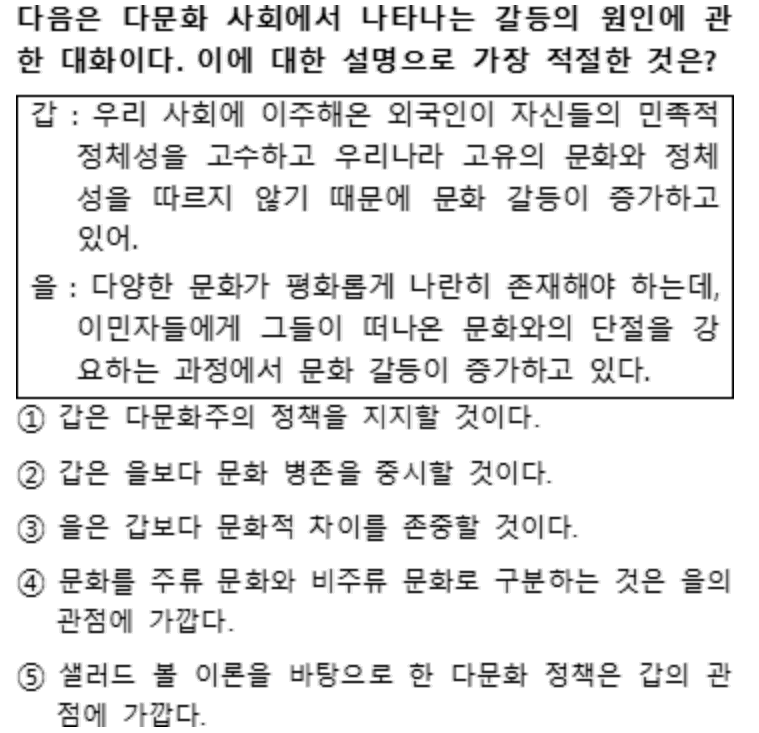 다음은 다문화 사회에서 나타나는 갈등의 원인에 관
한 대화이다. 이에 대한 설명으로 가장 적절한 것은?
갑 : 우리 사회에 이주해온 외국인이 자신들의 민족적
정체성을 고수하고 우리나라 고유의 문화와 정체
성을 따르지 않기 때문에 문화 갈등이 증가하고
있어.
을 : 다양한 문화가 평화롭게 나란히 존재해야 하는데,
이민자들에게 그들이 떠나온 문화와의 단절을 강
요하는 과정에서 문화 갈등이 증가하고 있다.
① 갑은 다문화주의 정책을 지지할 것이다.
② 갑은 을보다 문화 병존을 중시할 것이다.
③ 을은 갑보다 문화적 차이를 존중할 것이다.
④ 문화를 주류 문화와 비주류 문화로 구분하는 것은 을의
관점에 가깝다.
⑤ 샐러드 볼 이론을 바탕으로 한 다문화 정책은 갑의 관
점에 가깝다.